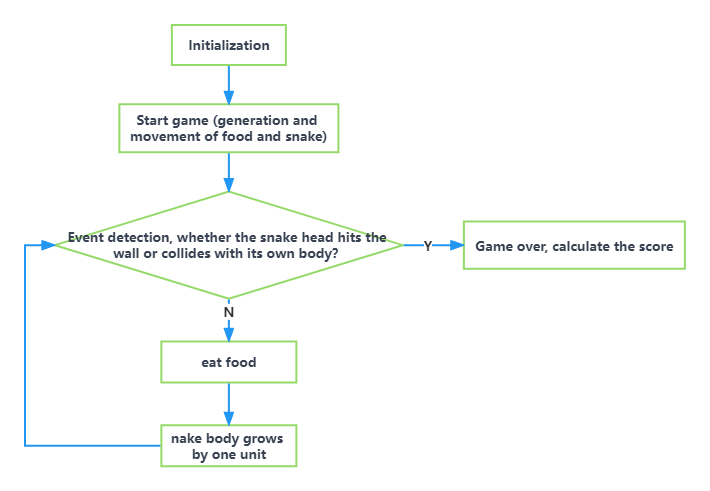 Initialization
Start game (generation and
movement of food and snake)
Event detection, whether the snake head hits the
wall or collides with its own body?
Y
Game over, calculate the score
N
eat food
nake body grows
by one unit